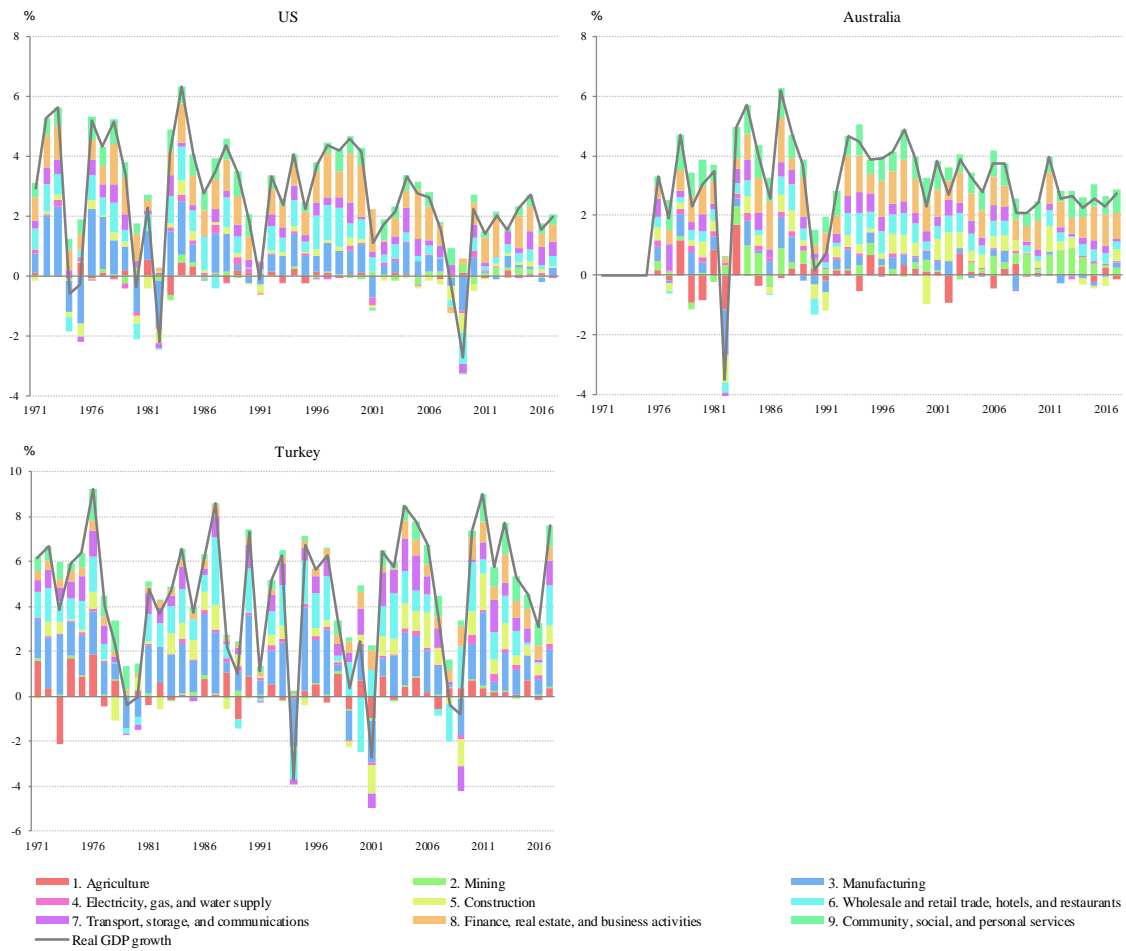 US
%
8
6
4
2
0
-2
-4
1971 1976 1981 1986 1991 1996 2001 2006 2011 2016
Australia
%
8
6
4
2
0
-2
-4
1971 1976 1981 1986 1991 1996 2001 2006 2011 2016
Turkey
%
10
8
6
4
2
0
-2
-4
-6
1971 1976 1981 1986 1991 1996 2001 2006 2011 2016
1. Agriculture
2. Mining
3. Manufacturing
4. Electricity, gas, and water supply
5. Construction
6. Wholesale and retail trade, hotels, and restaurants
7. Transport, storage, and communications
8. Finance, real estate, and business activities
9. Community, social, and personal services
Real GDP growth